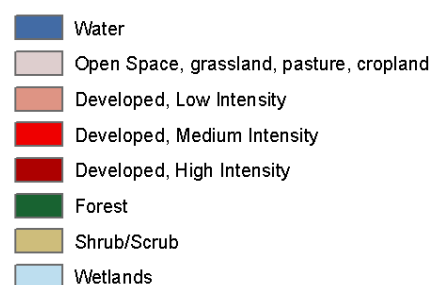 Water
Open Space, grassland, pasture, cropland
Developed, Low Intensity
Developed, Medium Intensity
Developed, High Intensity
Forest
Shrub/Scrub
Wetlands